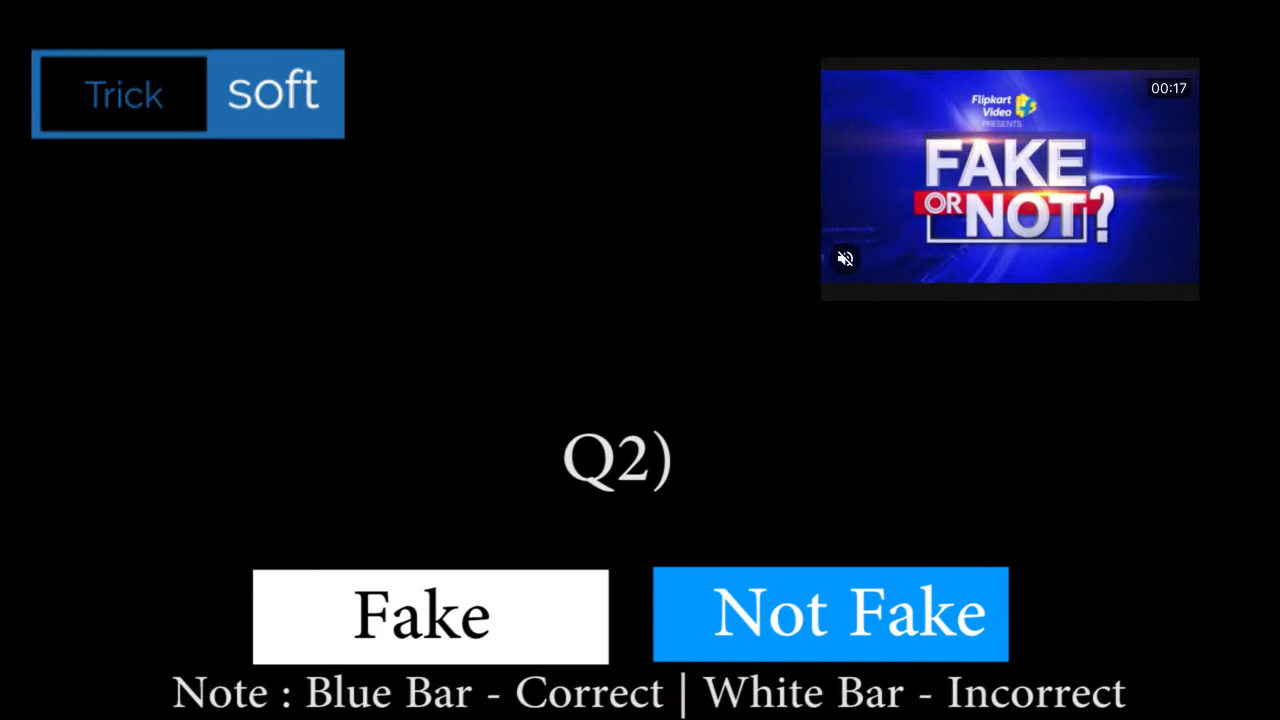 Trick soft
00:17
Flipkart
Video
PRESENTS
FAKE
OR NOT?
Q2)
Fake Not Fake
Note : Blue Bar - Correct | White Bar - Incorrect